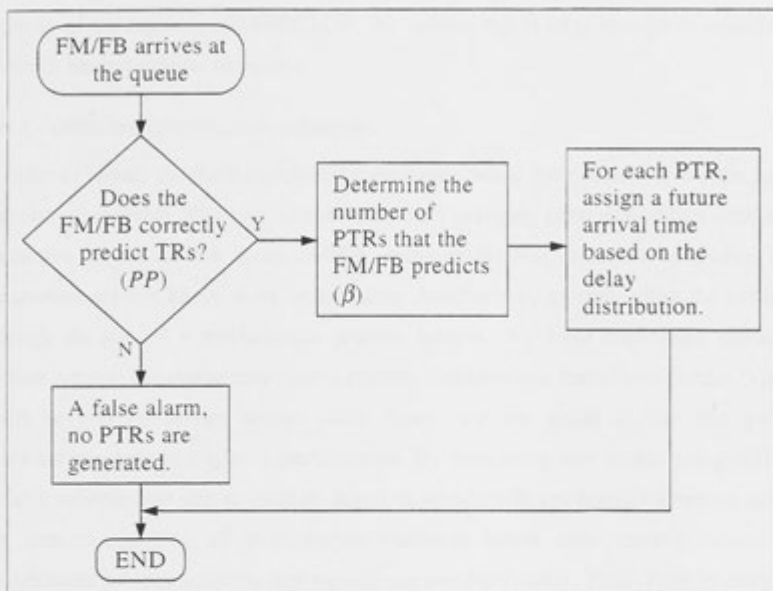 FM/FB arrives at
the queue
Does the
FM/FB correctly
predict TRs?
(PP)
Y
N
Determine the
number of
PTRs that the
FM/FB predicts
(β)
For each PTR,
assign a future
arrival time
based on the
delay
distribution.
A false alarm,
no PTRs are
generated.
END